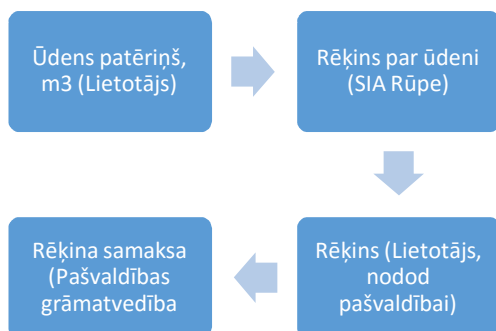 Ūdens patēriņš,
m3 (Lietotājs)
Rēķins par ūdeni
(SIA Rūpe)
Rēķins (Lietotājs,
nodod
pašvaldībai)
Rēķina samaksa
(Pašvaldības
grāmatvedība